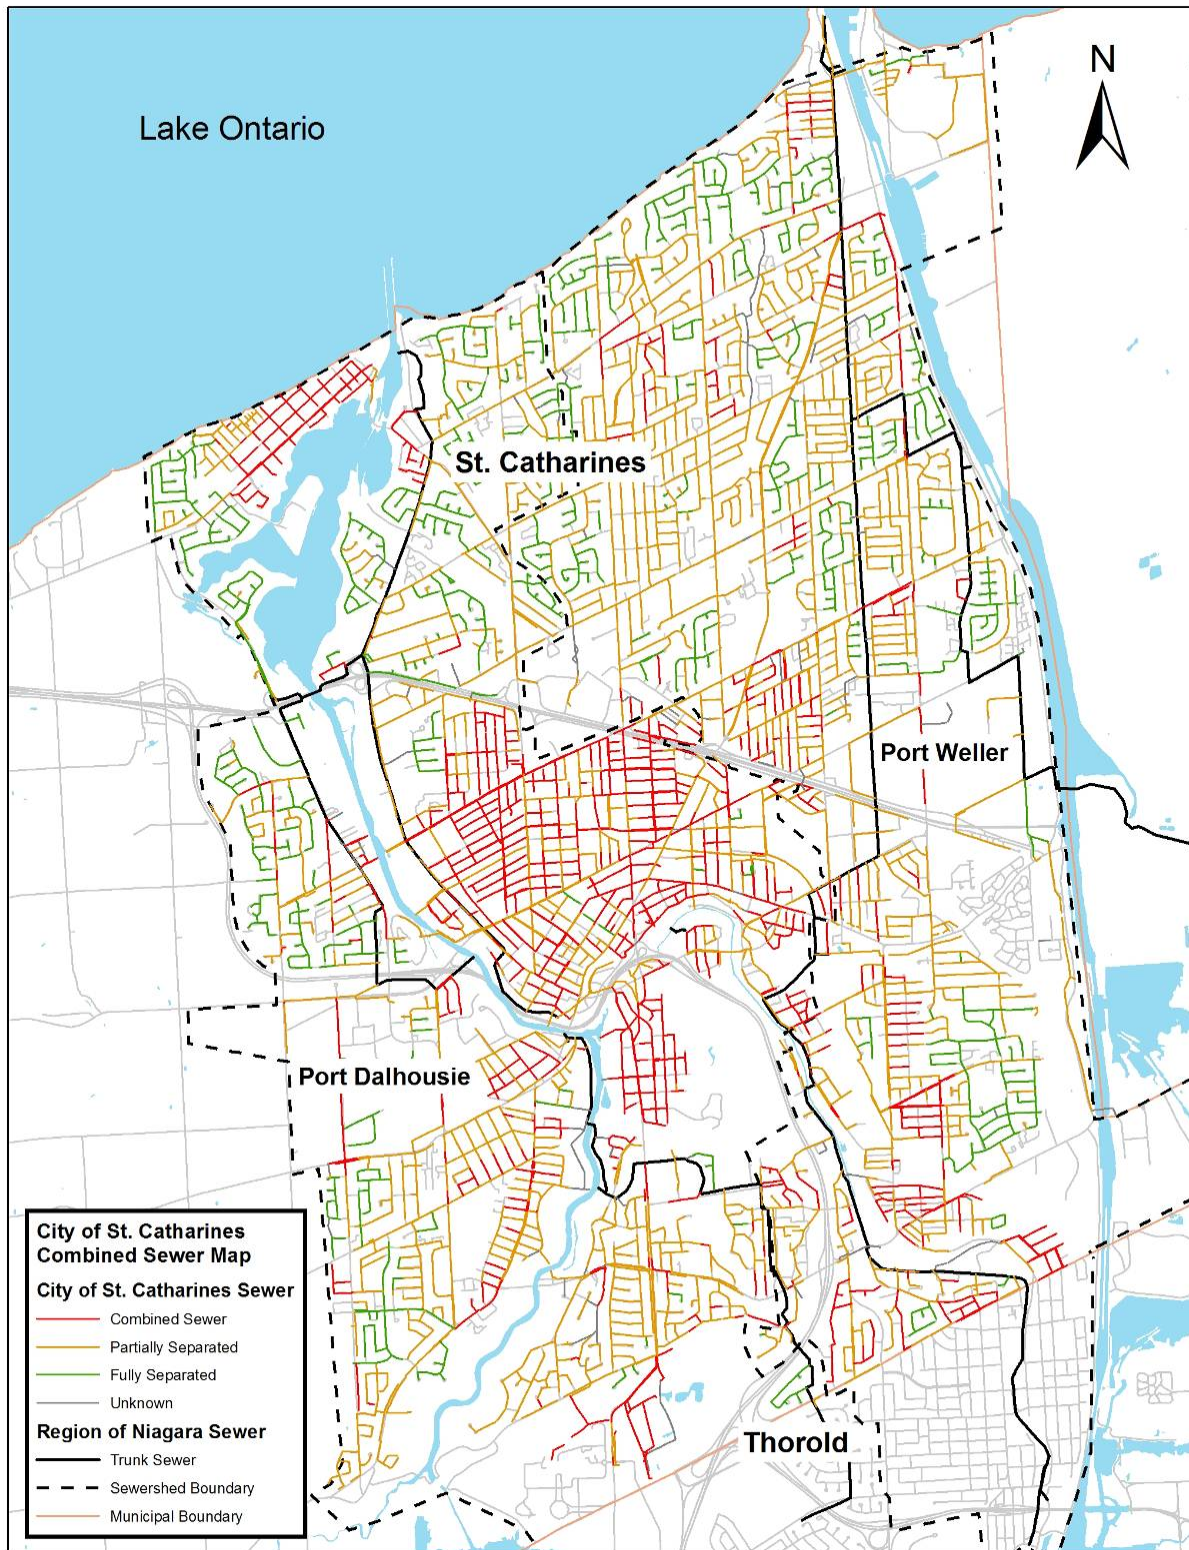 N
Lake Ontario
St. Catharines
Port Weller
Port Dalhousie
City of St. Catharines
Combined Sewer Map
City of St. Catharines Sewer
Combined Sewer
Partially Separated
Fully Separated
Unknown
Region of Niagara Sewer
Trunk Sewer
Sewershed Boundary
Municipal Boundary
Thorold